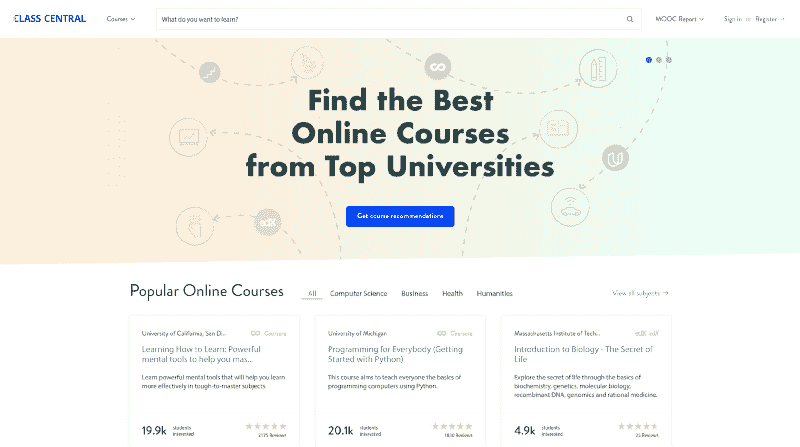 CLASS CENTRAL
Courses
What do you want to learn?
MOOC Report
Sign in or Register →
Find the Best
Online Courses
from Top Universities
edX
Get course recommendations
Popular Online Courses
All
Computer Science
Business
Health
Humanities
View all subjects →
University of California, San Di...
Coursera
Learning How to Learn: Powerful
mental tools to help you mas...
Learn powerful mental tools that will help you learn
more effectively in tough-to-master subjects
19.9k
students
interested
2175 Reviews
University of Michigan
Coursera
Programming for Everybody (Getting
Started with Python)
This course aims to teach everyone the basics of
programming computers using Python.
20.1k
students
interested
1810 Reviews
Massachusetts Institute of Tech...
edX edX
Introduction to Biology - The Secret of
Life
Explore the secret of life through the basics of
biochemistry, genetics, molecular biology,
recombinant DNA, genomics and rational medicine.
4.9k
students
interested